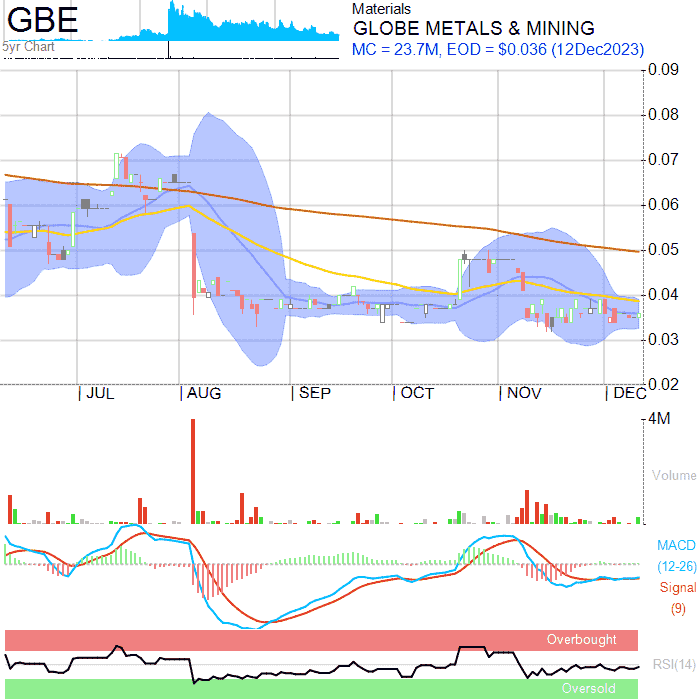 GBE
5yr Chart
Materials
GLOBE METALS & MINING
MC = 23.7M, EOD = $0.036 (12Dec2023)
0.09
0.08
0.07
0.06
0.05
0.04
0.03
0.02
JUL AUG SEP OCT NOV DEC
4M
Volume
MACD
(12-26)
Signal
(9)
Overbought
RSI(14)
Oversold